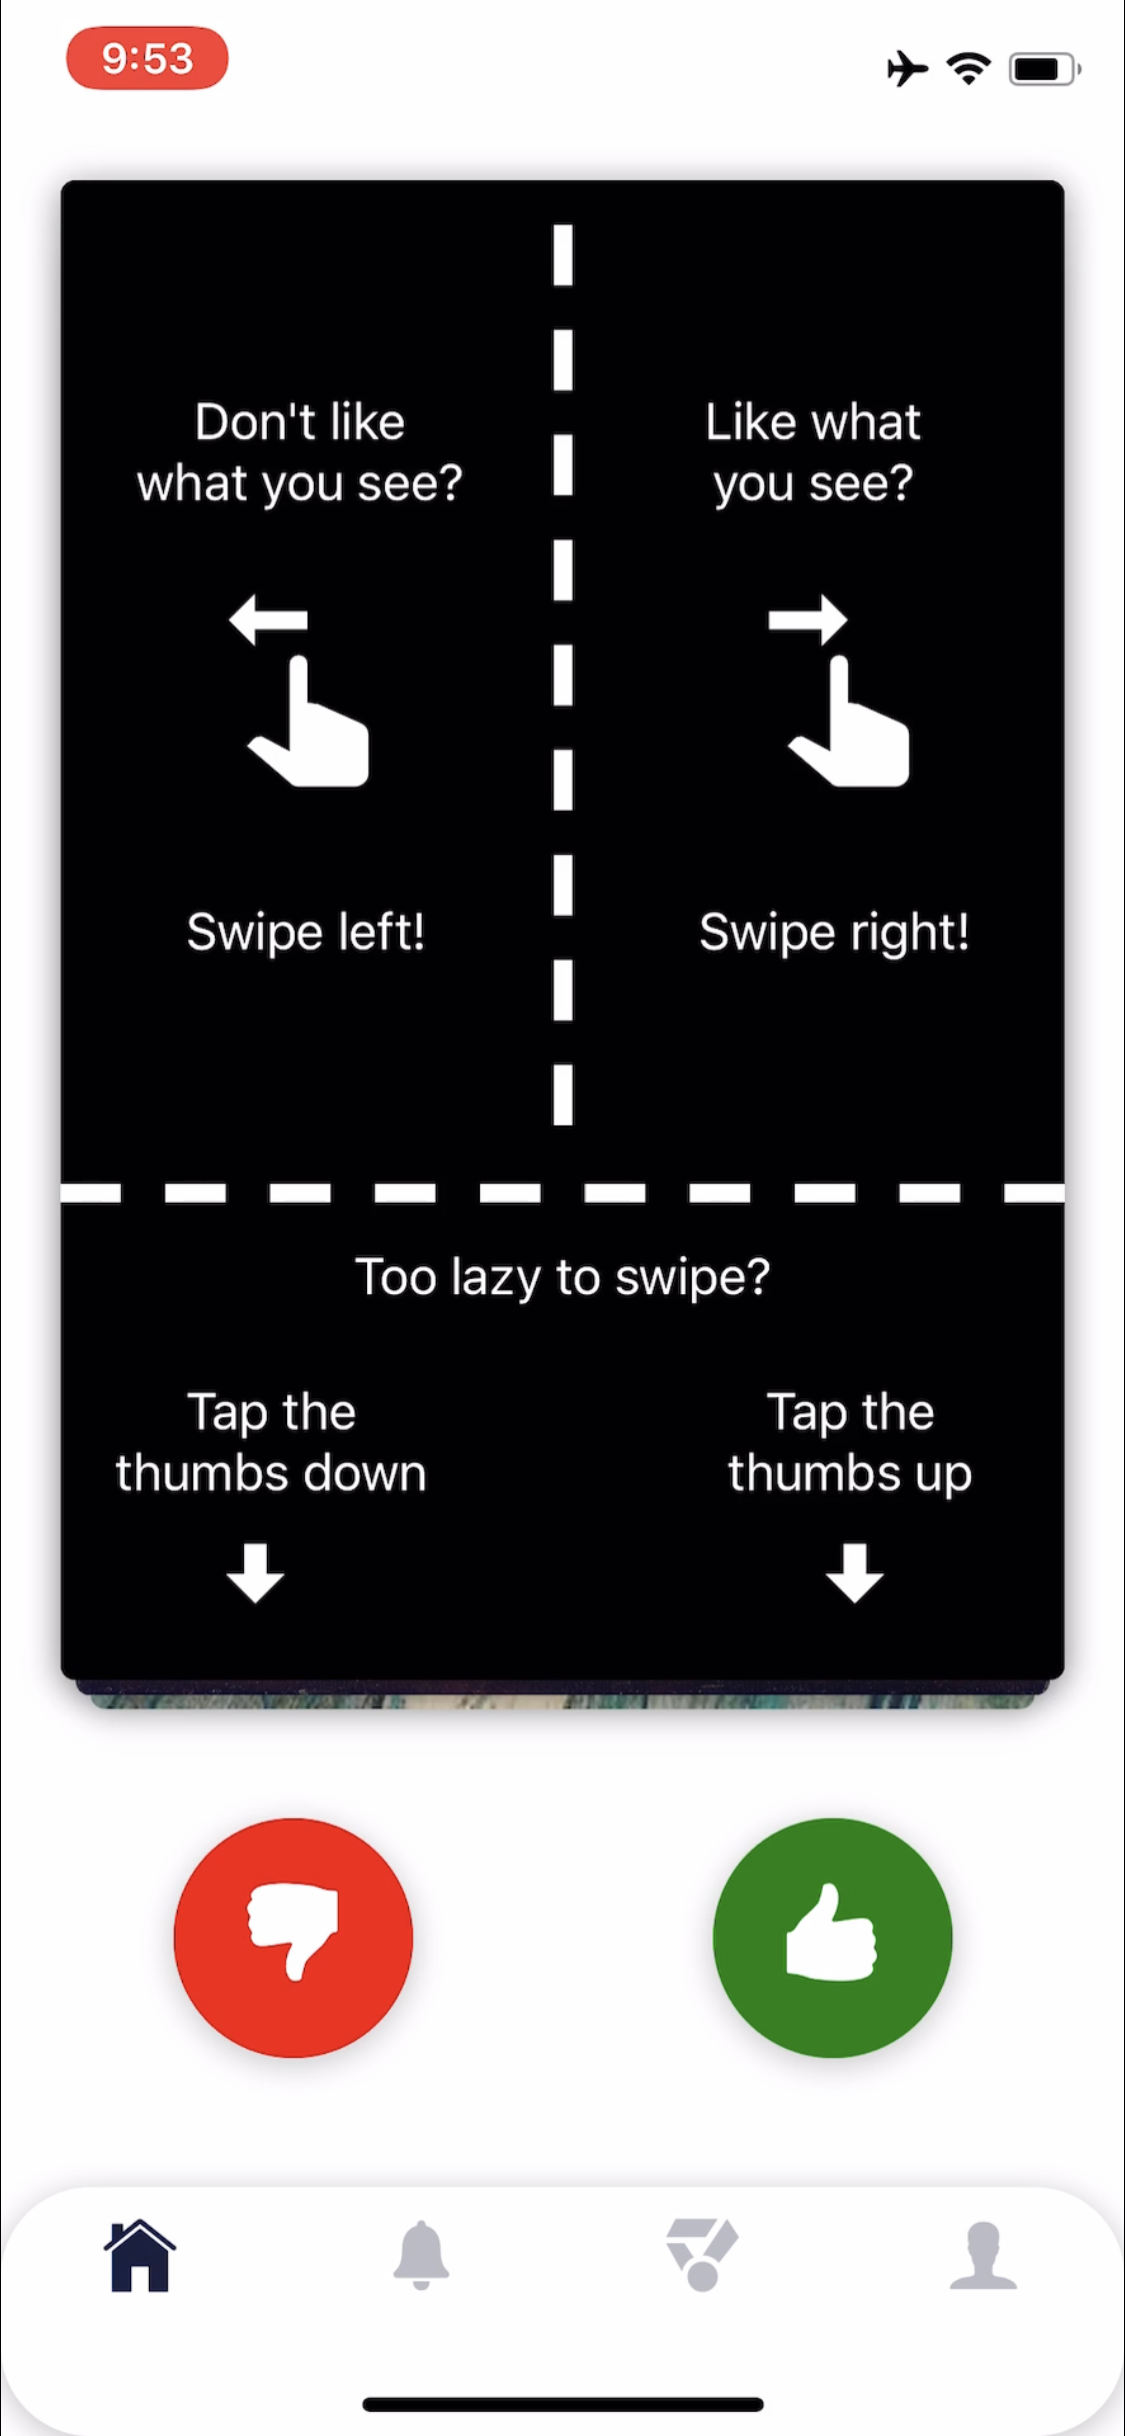 9:53
Don't like
what you see?
Like what
you see?
Swipe left!
Swipe right!
Too lazy to swipe?
Tap the
thumbs down
Tap the
thumbs up